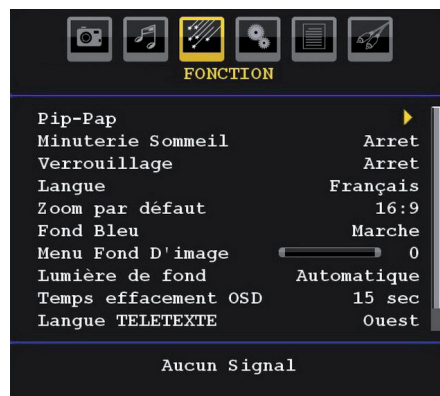 FONCTION
Pip-Pap
Minuterie Sommeil Arret
Verrouillage Arret
Langue Français
Zoom par défaut 16:9
Fond Bleu Marche
Menu Fond D'image 0
Lumière de fond Automatique
Temps effacement OSD 15 sec
Langue TELETEXTE Ouest
Aucun Signal